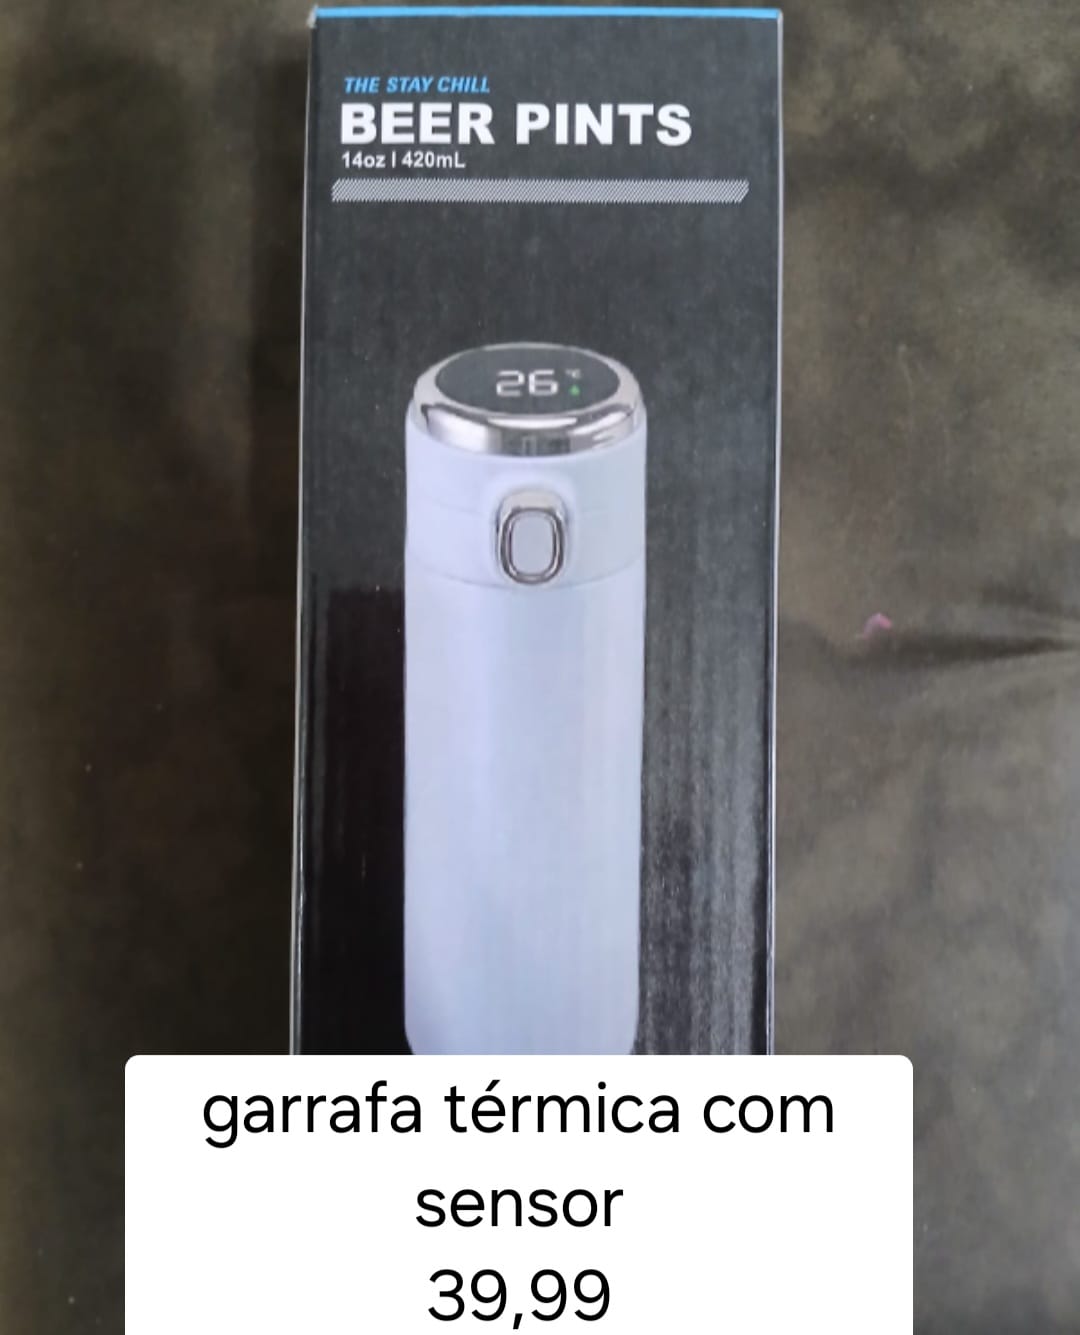 THE STAY CHILL
BEER PINTS
14oz | 420mL
26 °C
garrafa térmica com
sensor
39,99